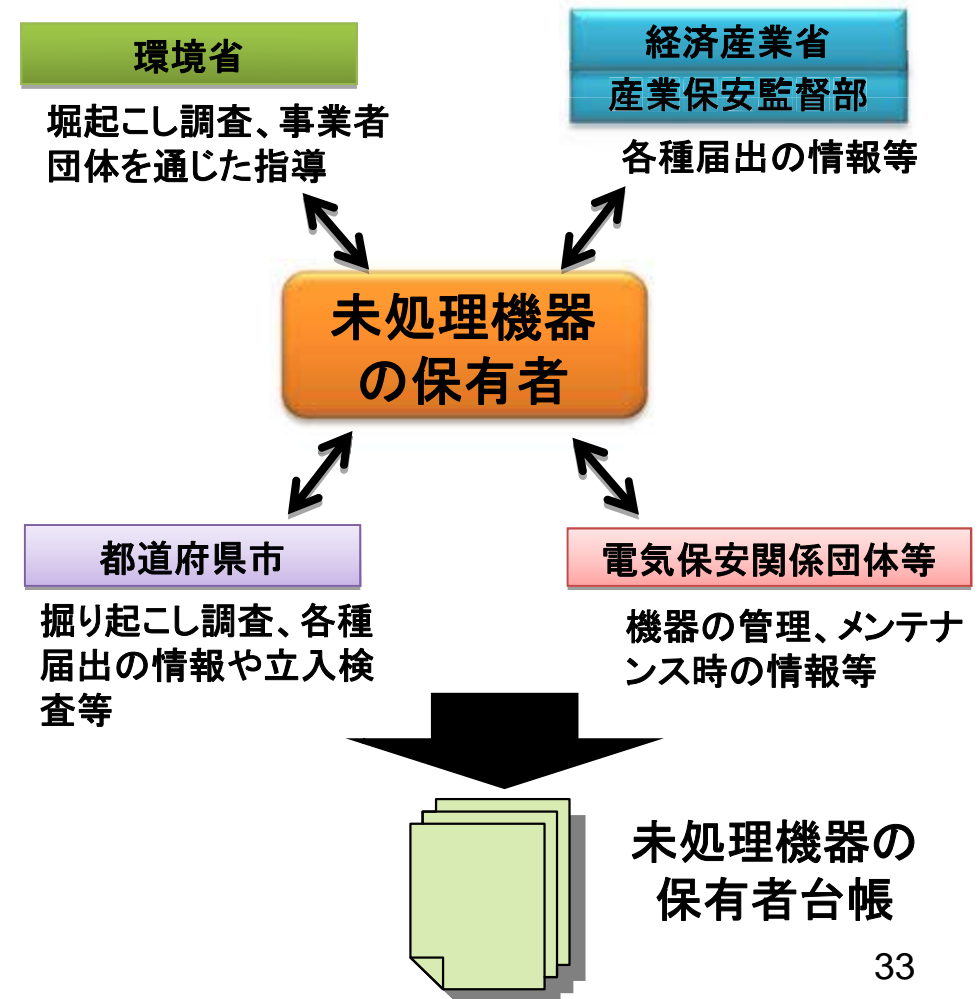 環境省
堀起こし調査、事業者
団体を通じた指導
経済産業省
産業保安監督部
各種届出の情報等
未処理機器
の保有者
都道府県市
掘り起こし調査、各種
届出の情報や立入検
査等
電気保安関係団体等
機器の管理、メンテナ
ンス時の情報等
未処理機器の
保有者台帳
33